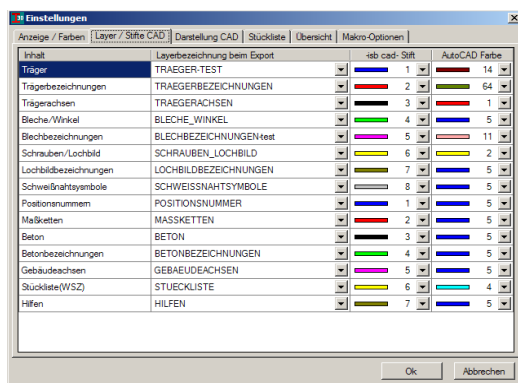 Einstellungen
Anzeige / Farben Layer / Stifte CAD Darstellung CAD Stückliste Übersicht Makro-Optionen
Inhalt Layerbezeichnung beim Export -isb cad- Stift AutoCAD Farbe
Träger TRAEGER-TEST 1 14
Trägerbezeichnungen TRAEGERBEZEICHNUNGEN 2 64
Trägerachsen TRAEGERACHSEN 3 1
Bleche/Winkel BLECHE_WINKEL 4 5
Blechbezeichnungen BLECHBEZEICHNUNGEN-test 5 11
Schrauben/Lochbild SCHRAUBEN_LOCHBILD 6 2
Lochbildbezeichnungen LOCHBILDBEZEICHNUNGEN 7 5
Schweißnahtsymbole SCHWEISSNAHTSYMBOLE 8 5
Positionsnummern POSITIONSNUMMER 1 5
Maßketten MASSKETTEN 2 5
Beton BETON 3 5
Betonbezeichnungen BETONBEZEICHNUNGEN 4 5
Gebäudeachsen GEBAEUDEACHSEN 5 5
Stückliste(WSZ) STUECKLISTE 6 4
Hilfen HILFEN 7 5
Ok Abbrechen